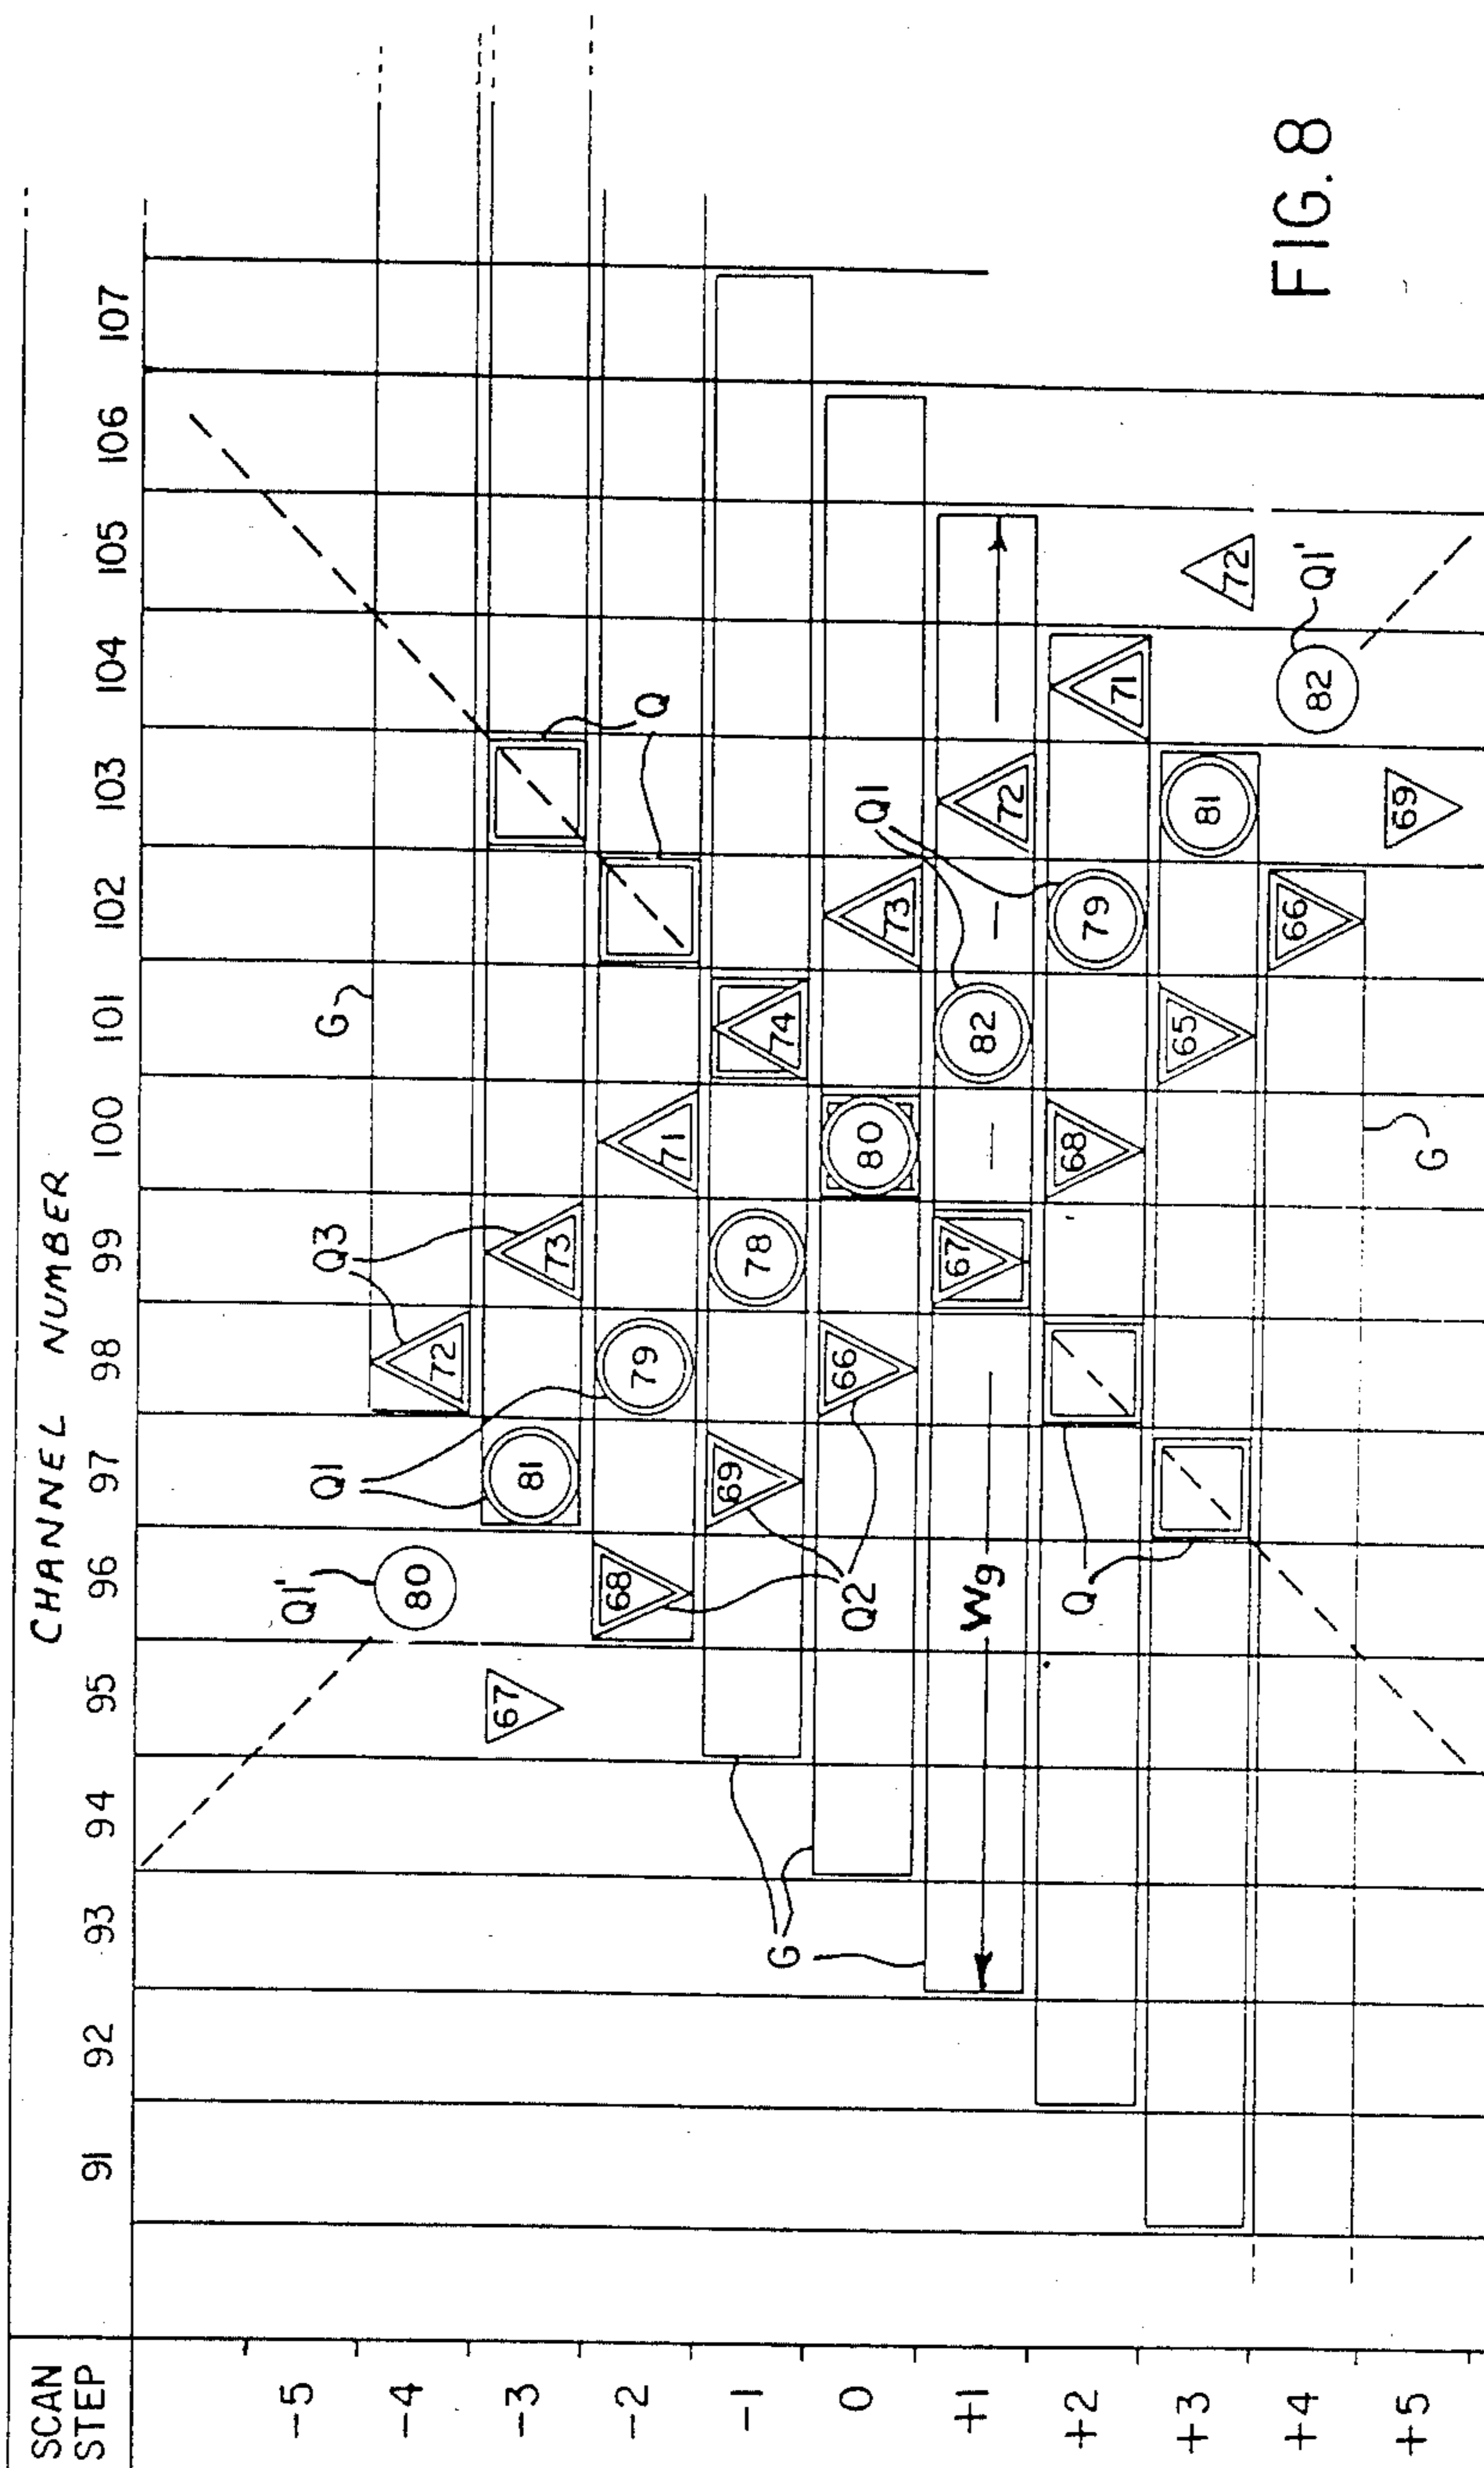 CHANNEL NUMBER
SCAN STEP 91 92 93 94 95 96 97 98 99 100 101 102 103 104 105 106 107
-5 Q1' Q1 Q3 G
-4 80 72
-3 67 81 73
-2 68 79 71 Q
-1 G 69 78 74
0 Q2 66 80 73 Q1
+1 Wg 67 82 72
+2 Q 68 79 71
+3 65 81 72
+4 66 82 Q1'
+5 G 69
FIG. 8